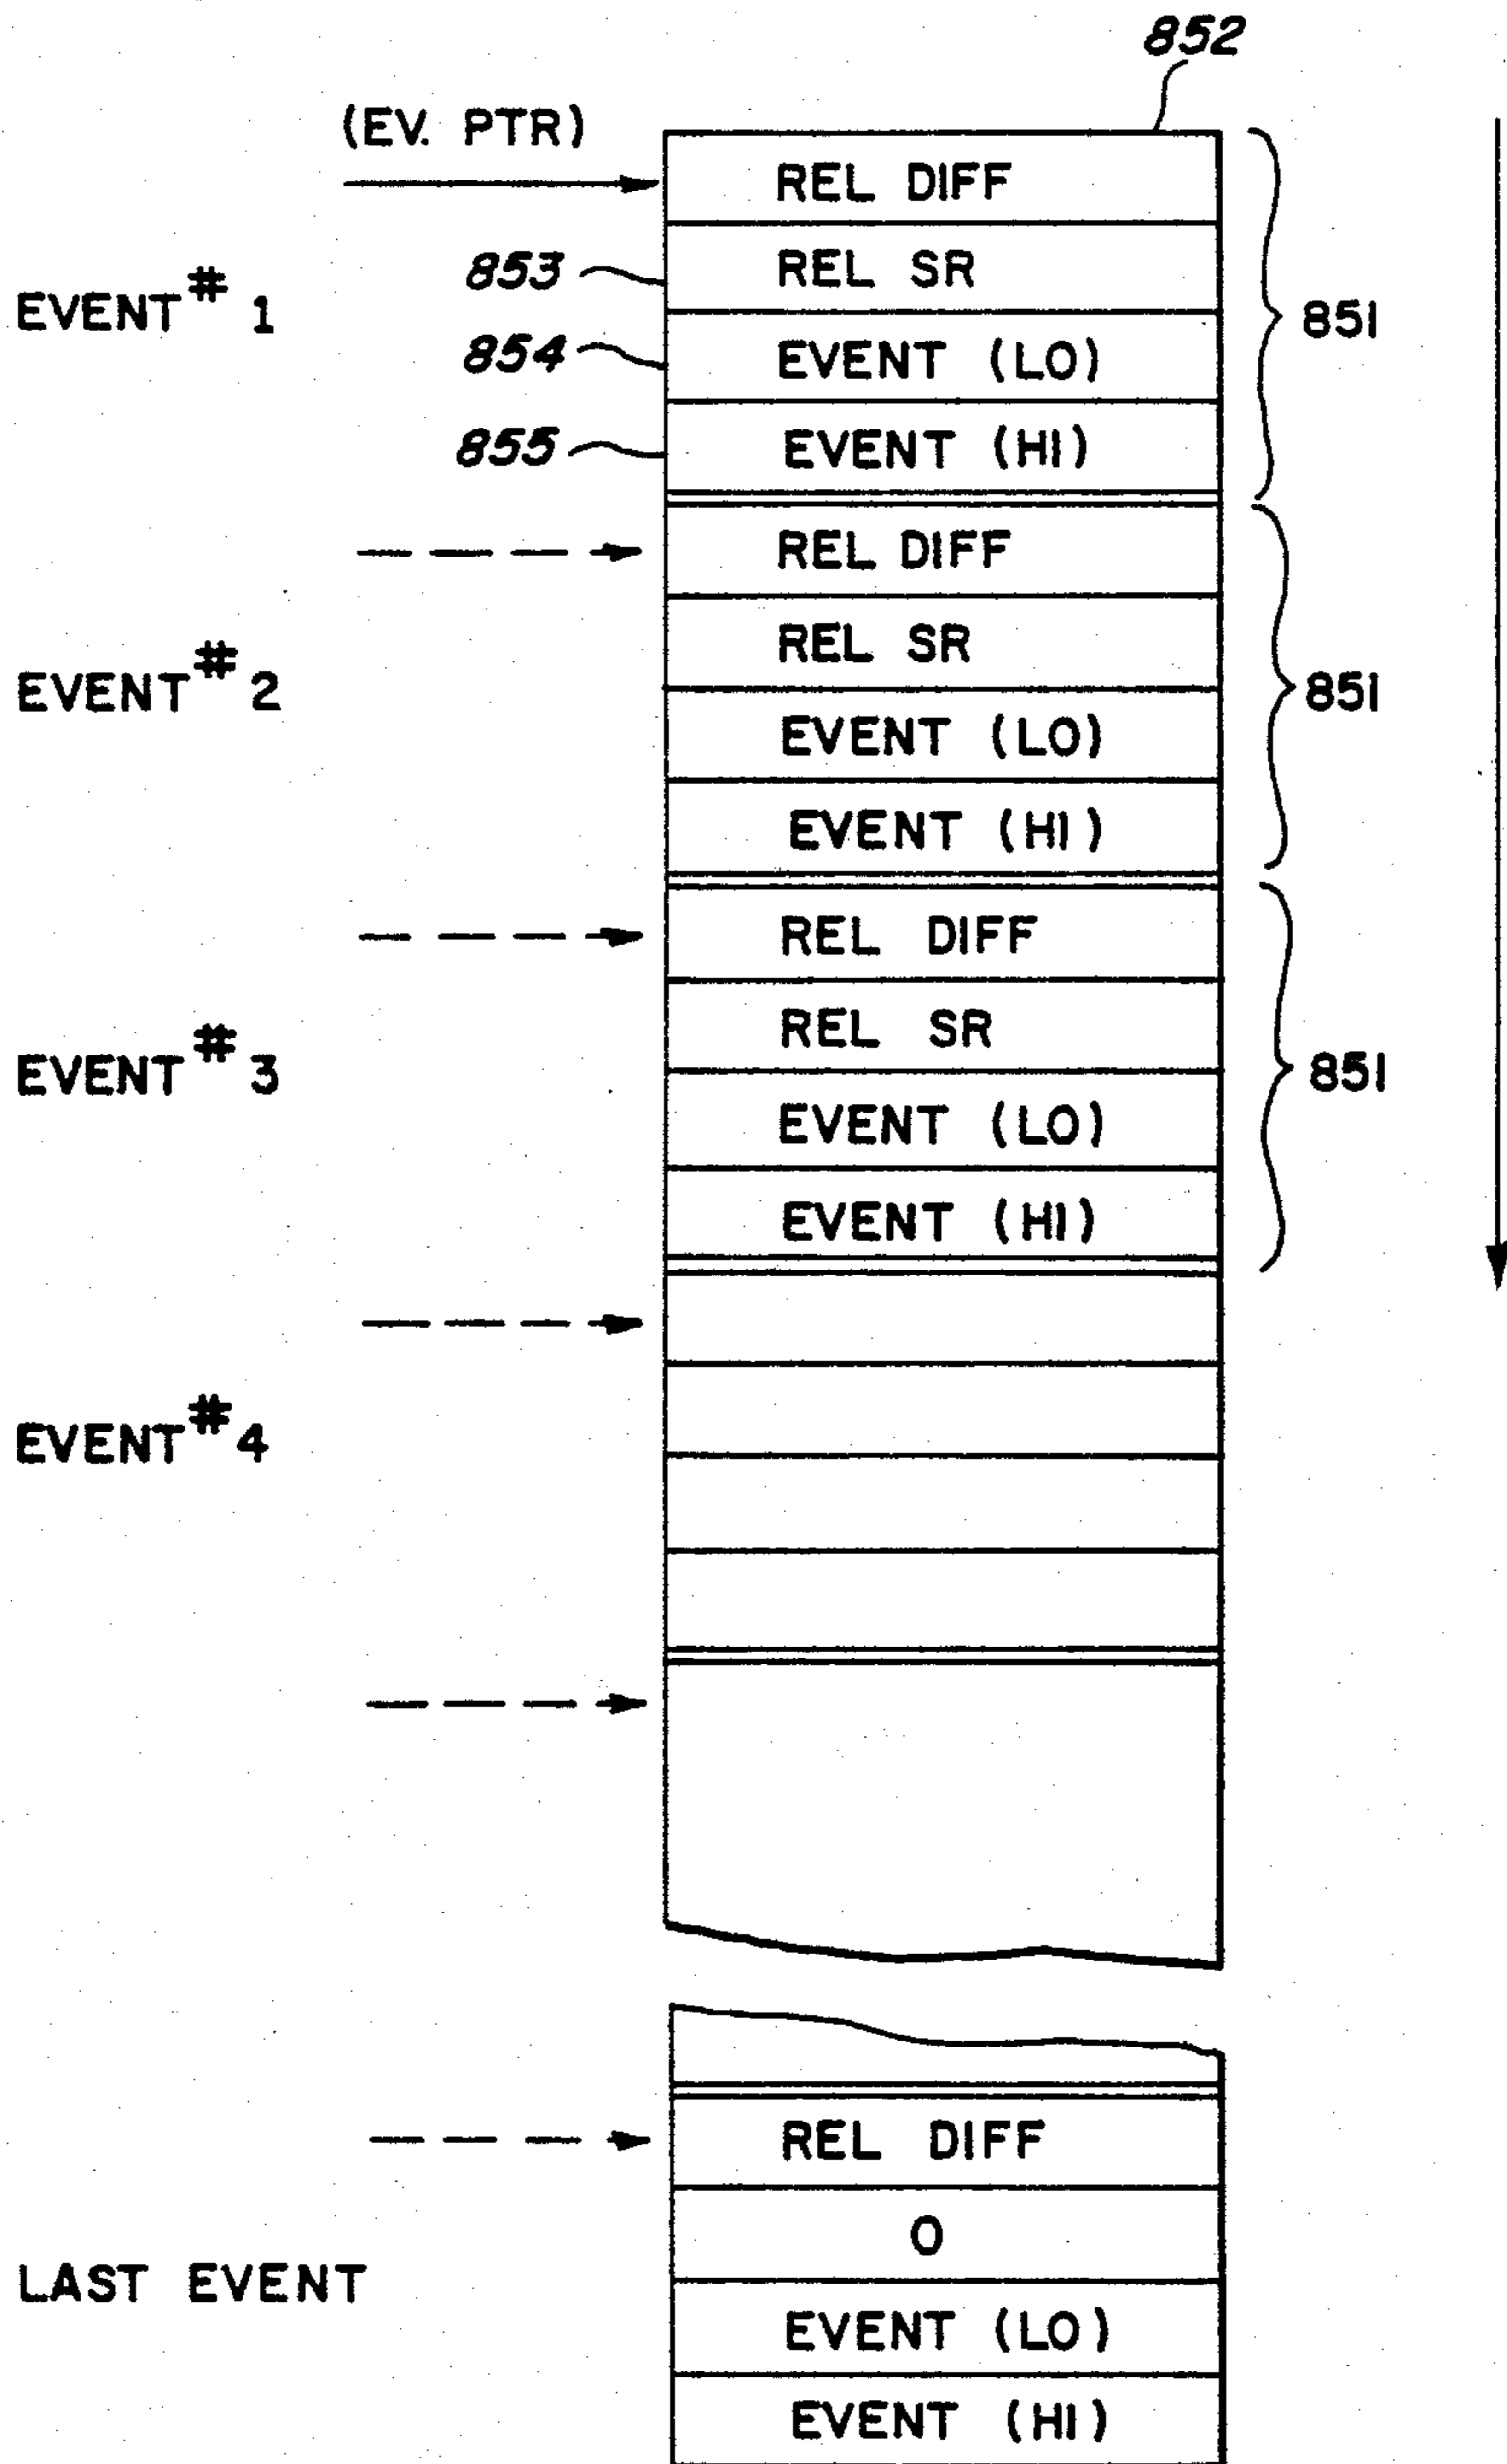 852
(EV. PTR)
REL DIFF
853 REL SR
EVENT # 1 851
854 EVENT (LO)
855 EVENT (HI)
REL DIFF
REL SR
EVENT # 2 851
EVENT (LO)
EVENT (HI)
REL DIFF
REL SR
EVENT # 3 851
EVENT (LO)
EVENT (HI)
EVENT # 4
REL DIFF
0
LAST EVENT
EVENT (LO)
EVENT (HI)